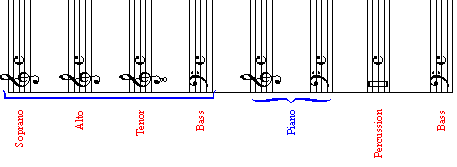 Soprano
Alto
Tenor
Bass
Piano
Percussion
Bass